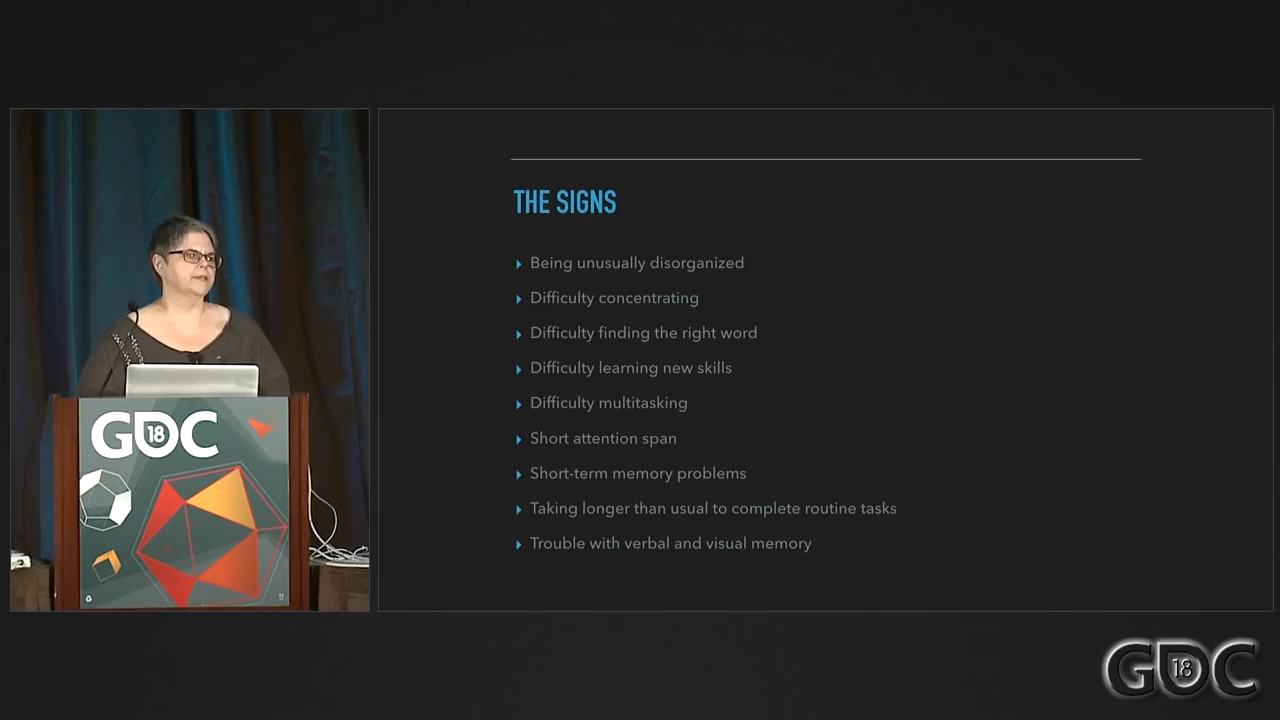 THE SIGNS
Being unusually disorganized
Difficulty concentrating
Difficulty finding the right word
Difficulty learning new skills
Difficulty multitasking
Short attention span
Short-term memory problems
Taking longer than usual to complete routine tasks
Trouble with verbal and visual memory
GDC 18
GDC 18